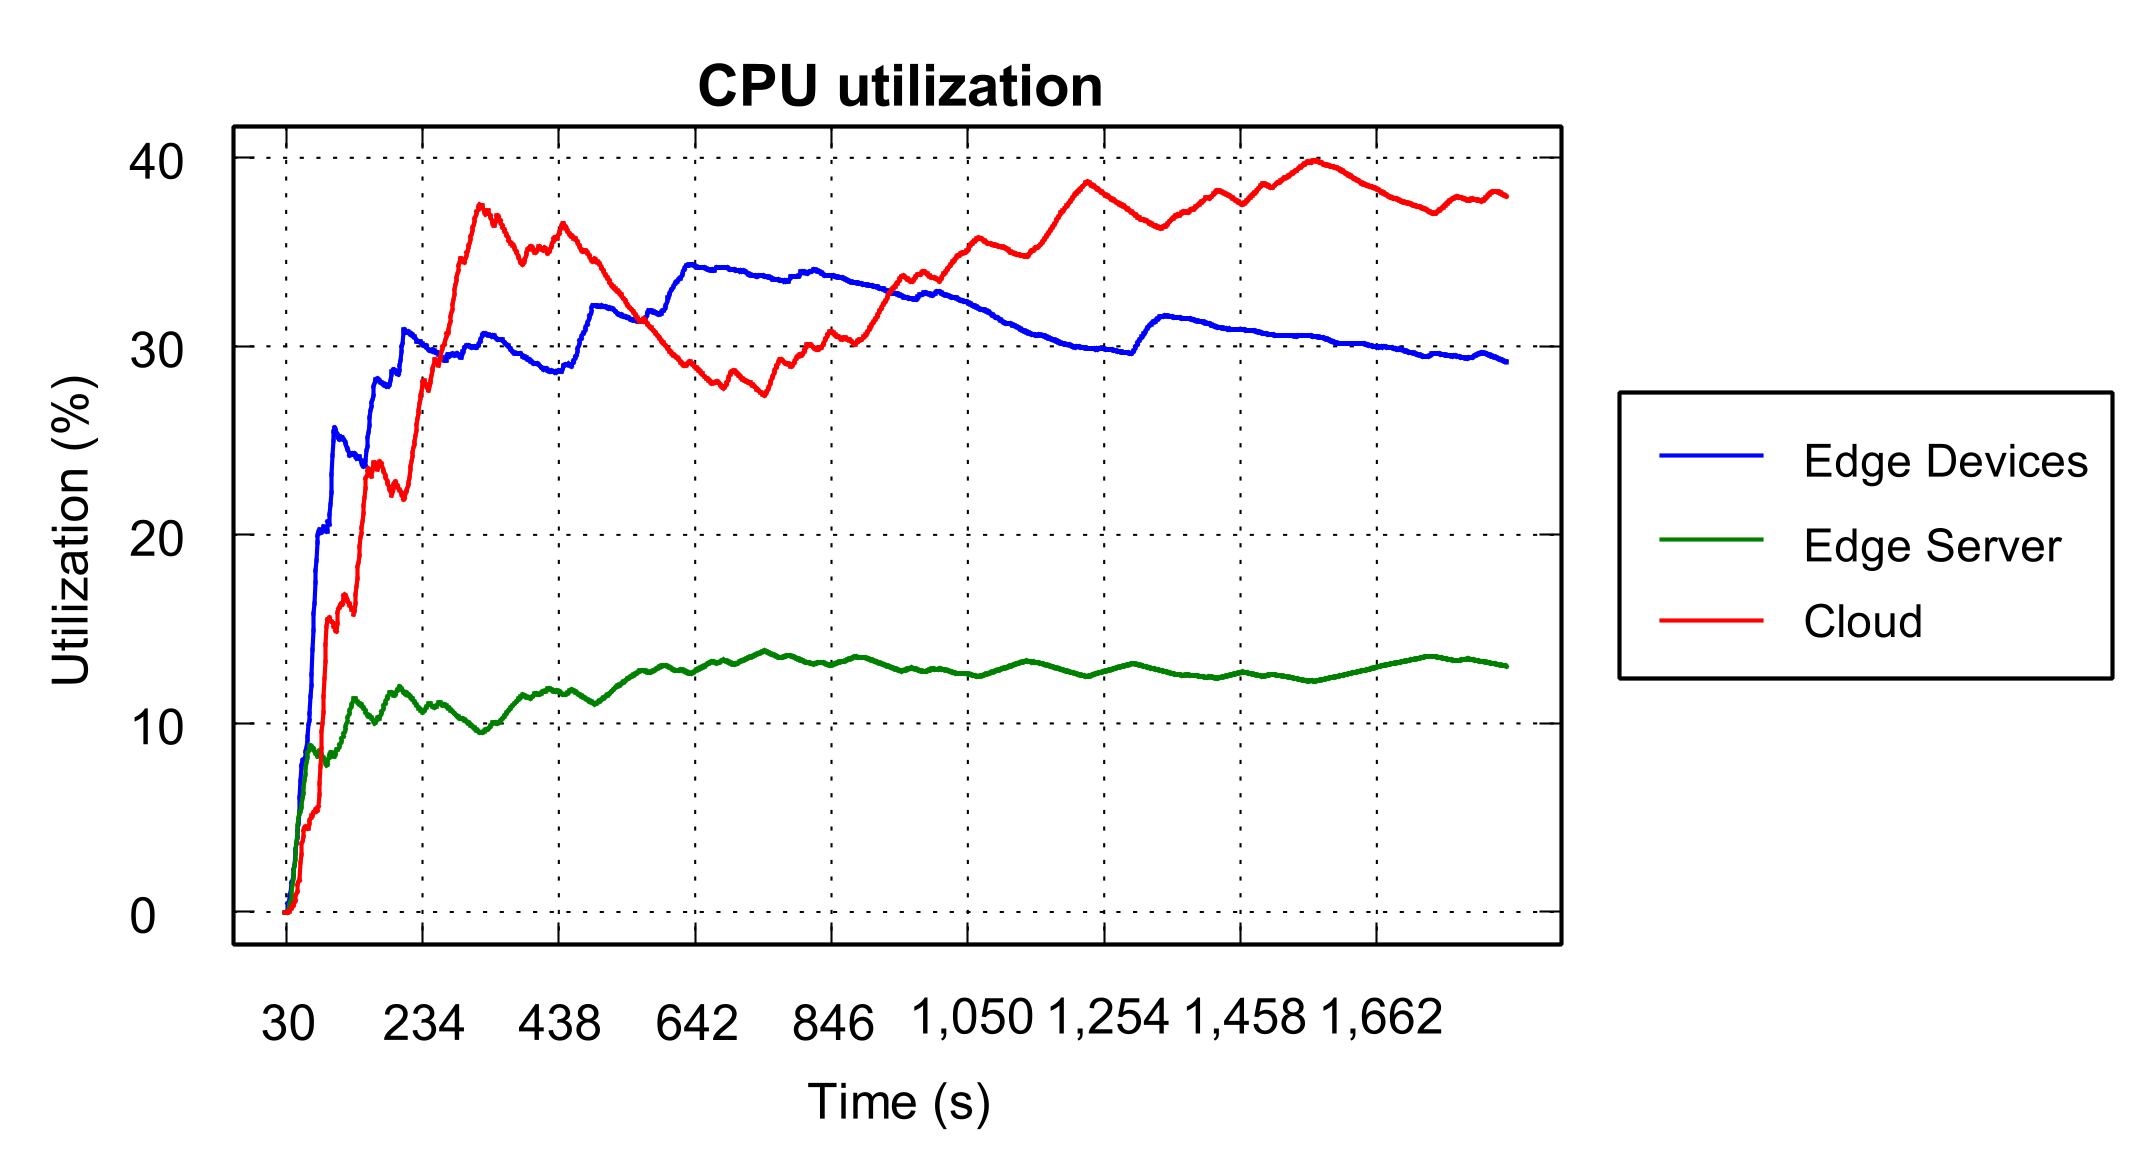 CPU utilization
40
30
20
10
0
Utilization (%)
30 234 438 642 846 1,050 1,254 1,458 1,662
Time (s)
Edge Devices
Edge Server
Cloud